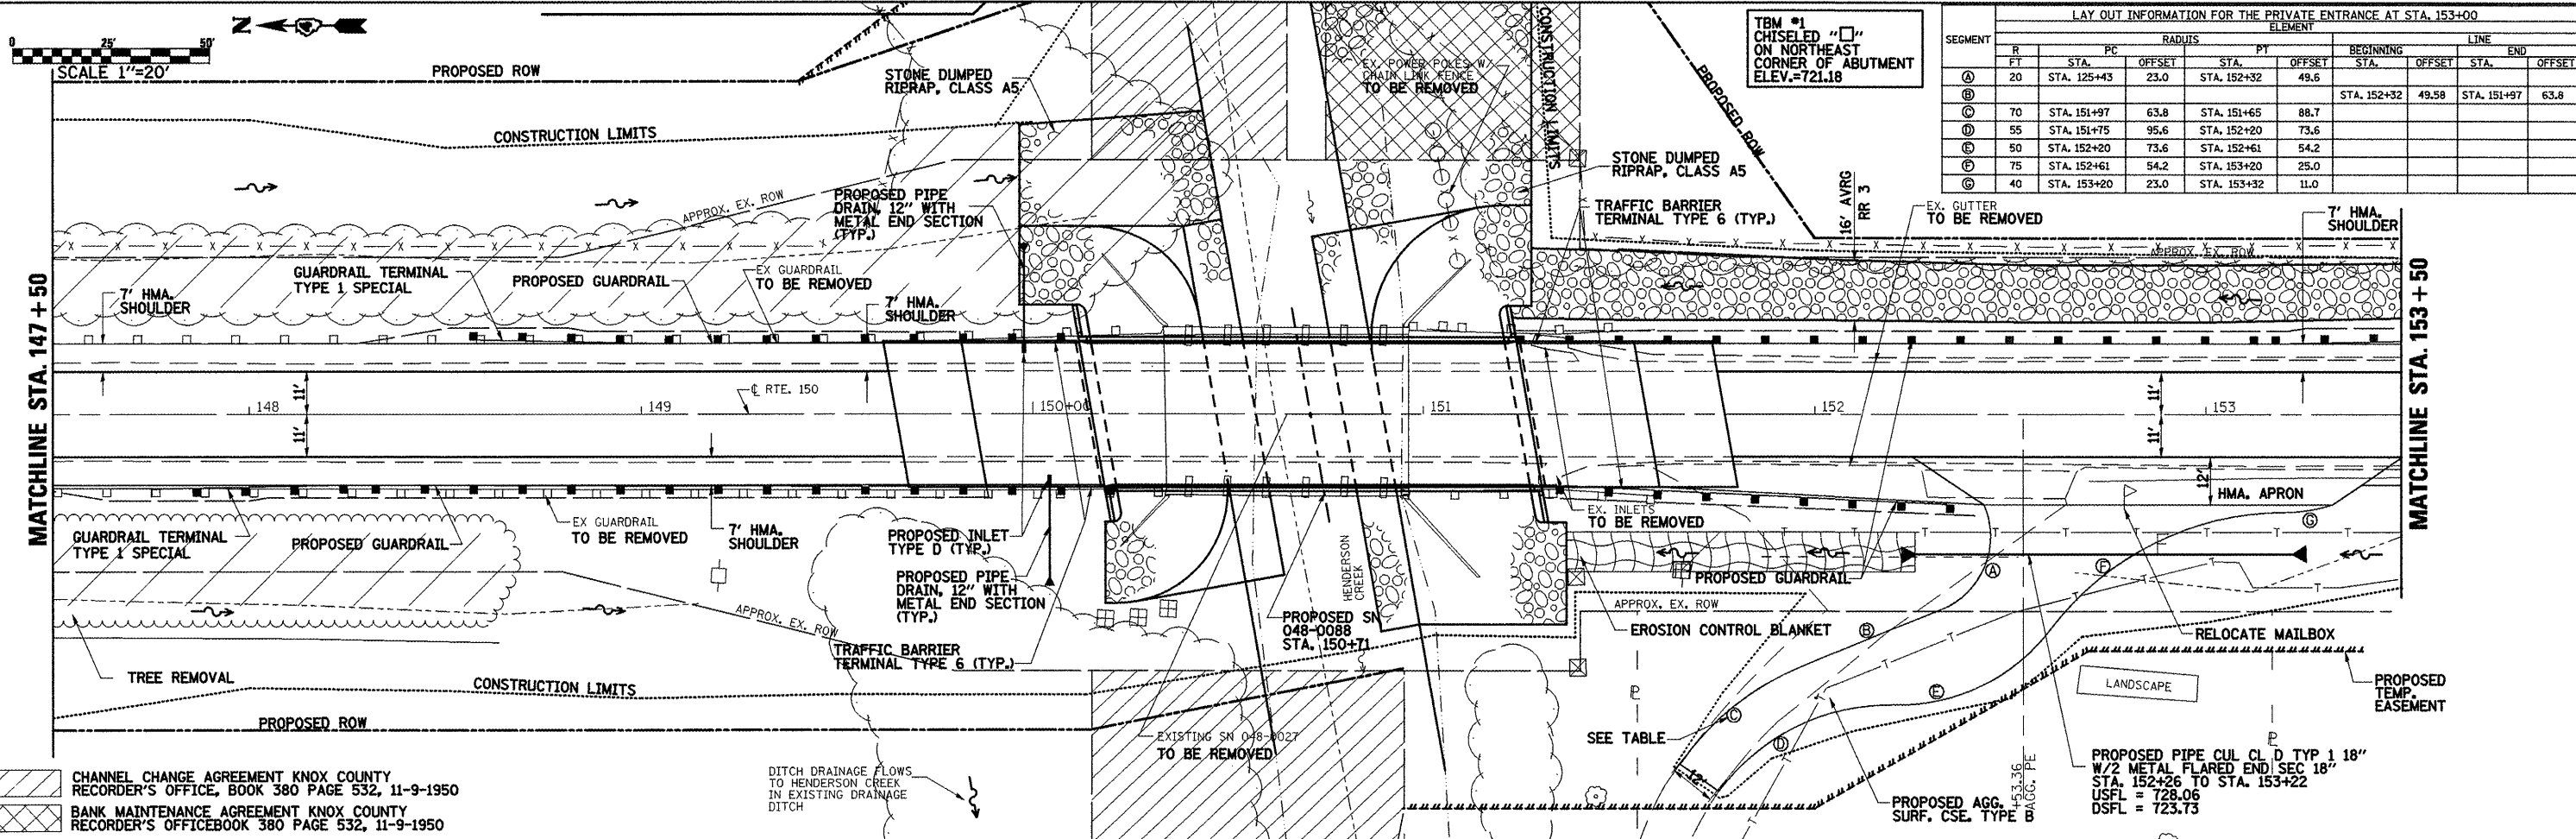 N
0 25' 50'
SCALE 1"=20'
PROPOSED ROW
CONSTRUCTION LIMITS
STONE DUMPED
RIPRAP, CLASS A5
EX. POWER POLES W/
CHAIN LINK FENCE
TO BE REMOVED
CONSTRUCTION LIMITS
PROPOSED ROW
TBM #1
CHISELED "□"
ON NORTHEAST
CORNER OF ABUTMENT
ELEV.=721.18
LAY OUT INFORMATION FOR THE PRIVATE ENTRANCE AT STA. 153+00
SEGMENT ELEMENT
RADUIS LINE
R PC PT BEGINNING END
FT STA. OFFSET STA. OFFSET STA. OFFSET STA. OFFSET
A 20 STA. 125+43 23.0 STA. 152+32 49.6
B STA. 152+32 49.58 STA. 151+97 63.8
C 70 STA. 151+97 63.8 STA. 151+65 88.7
D 55 STA. 151+75 95.6 STA. 152+20 73.6
E 50 STA. 152+20 73.6 STA. 152+61 54.2
F 75 STA. 152+61 54.2 STA. 153+20 25.0
G 40 STA. 153+20 23.0 STA. 153+32 11.0
STONE DUMPED
RIPRAP, CLASS A5
APPROX. EX. ROW
PROPOSED PIPE
DRAIN, 12" WITH
METAL END SECTION
(TYP.)
TRAFFIC BARRIER
TERMINAL TYPE 6 (TYP.)
16' AVRG
RR 3
EX. GUTTER
TO BE REMOVED
7' HMA.
SHOULDER
APPROX. EX. ROW
MATCHLINE STA. 147+50
7' HMA.
SHOULDER
GUARDRAIL TERMINAL
TYPE 1 SPECIAL
PROPOSED GUARDRAIL
EX GUARDRAIL
TO BE REMOVED
7' HMA.
SHOULDER
MATCHLINE STA. 153+50
11'
11'
148
149
℄ RTE. 150
150+00
151
152
153
11'
11'
12'
HMA. APRON
GUARDRAIL TERMINAL
TYPE 1 SPECIAL
PROPOSED GUARDRAIL
EX GUARDRAIL
TO BE REMOVED
7' HMA.
SHOULDER
PROPOSED INLET
TYPE D (TYP.)
PROPOSED PIPE
DRAIN, 12" WITH
METAL END SECTION
(TYP.)
HENDERSON
CREEK
EX. INLETS
TO BE REMOVED
PROPOSED GUARDRAIL
A
F
G
APPROX. EX. ROW
APPROX. EX. ROW
PROPOSED SN
048-0088
STA. 150+71
EROSION CONTROL BLANKET
B
RELOCATE MAILBOX
TRAFFIC BARRIER
TERMINAL TYPE 6 (TYP.)
TREE REMOVAL
CONSTRUCTION LIMITS
PROPOSED ROW
EXISTING SN 048-0027
TO BE REMOVED
SEE TABLE
C
D
E
12'
LANDSCAPE
PROPOSED
TEMP.
EASEMENT
PROPOSED AGG.
SURF. CSE. TYPE B
+53.36
AGG. PE
PROPOSED PIPE CUL CL D TYP 1 18"
W/2 METAL FLARED END SEC 18"
STA. 152+26 TO STA. 153+22
USFL = 728.06
DSFL = 723.73
CHANNEL CHANGE AGREEMENT KNOX COUNTY
RECORDER'S OFFICE, BOOK 380 PAGE 532, 11-9-1950
BANK MAINTENANCE AGREEMENT KNOX COUNTY
RECORDER'S OFFICEBOOK 380 PAGE 532, 11-9-1950
DITCH DRAINAGE FLOWS
TO HENDERSON CREEK
IN EXISTING DRAINAGE
DITCH